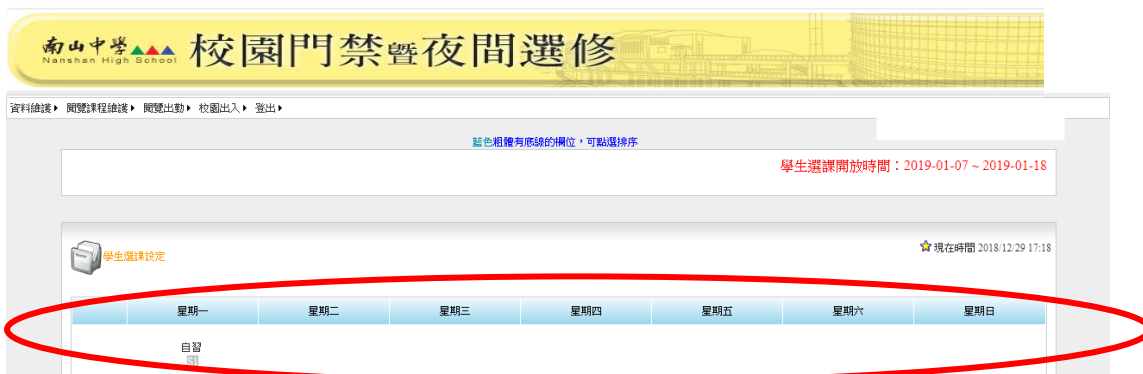 南山中學 校園門禁暨夜間選修
Nanshan High School
資料維護 閱覽課程維護 閱覽出勤 校園出入 登出
藍色粗體有底線的欄位，可點選排序
學生選課開放時間：2019-01-07 ~ 2019-01-18
學生選課設定
現在時間 2018/12/29 17:18
星期一 星期二 星期三 星期四 星期五 星期六 星期日
自習
S1